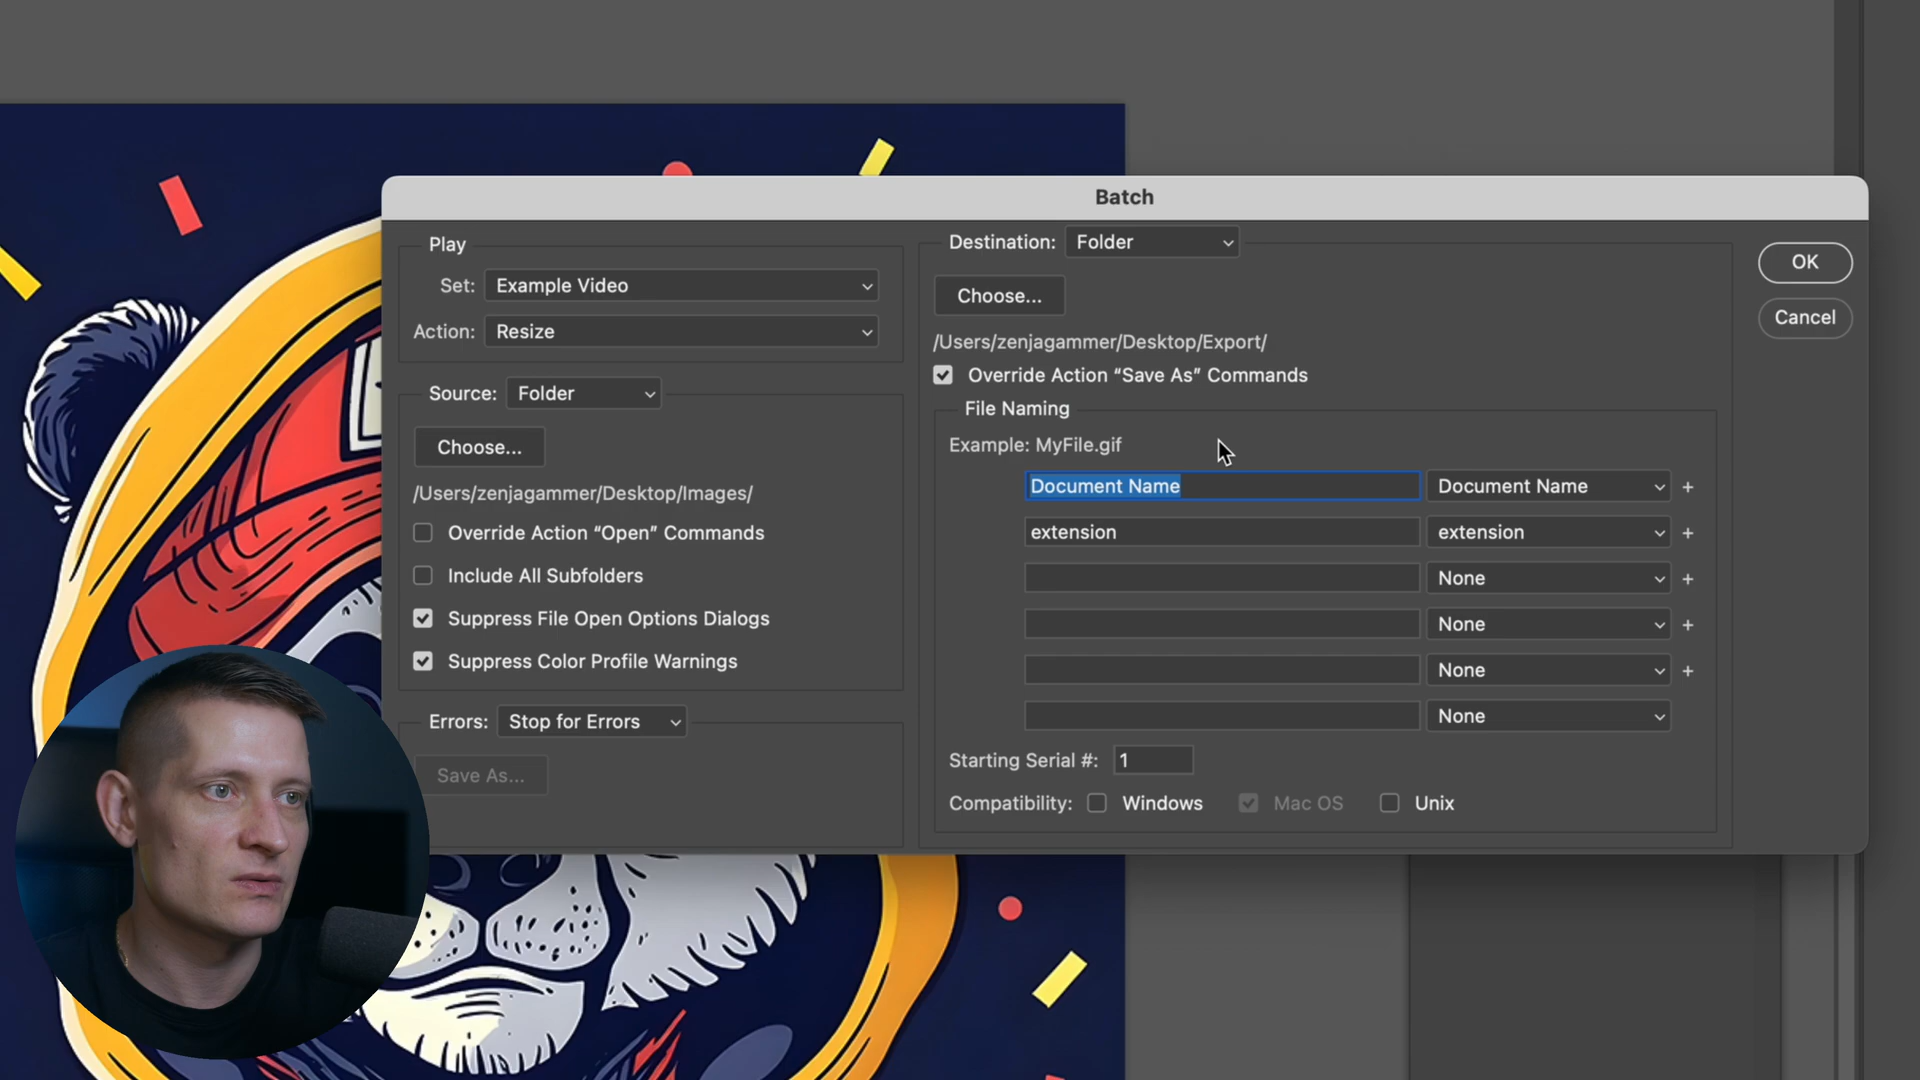 Batch
Play
Set: Example Video
Action: Resize
Source: Folder
Choose...
/Users/zenjagammer/Desktop/Images/
Override Action “Open” Commands
Include All Subfolders
Suppress File Open Options Dialogs
Suppress Color Profile Warnings
Errors: Stop for Errors
Save As...
Destination: Folder
Choose...
/Users/zenjagammer/Desktop/Export/
Override Action “Save As” Commands
File Naming
Example: MyFile.gif
Document Name Document Name +
extension extension +
None +
None +
None +
None
Starting Serial #: 1
Compatibility: Windows Mac OS Unix
OK
Cancel